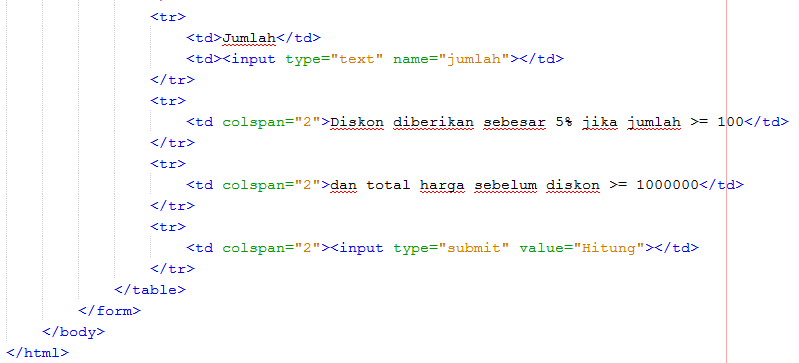 <tr>
<td>Jumlah</td>
<td><input type="text" name="jumlah"></td>
</tr>
<tr>
<td colspan="2">Diskon diberikan sebesar 5% jika jumlah >= 100</td>
</tr>
<tr>
<td colspan="2">dan total harga sebelum diskon >= 1000000</td>
</tr>
<tr>
<td colspan="2"><input type="submit" value="Hitung"></td>
</tr>
</table>
</form>
</body>
</html>